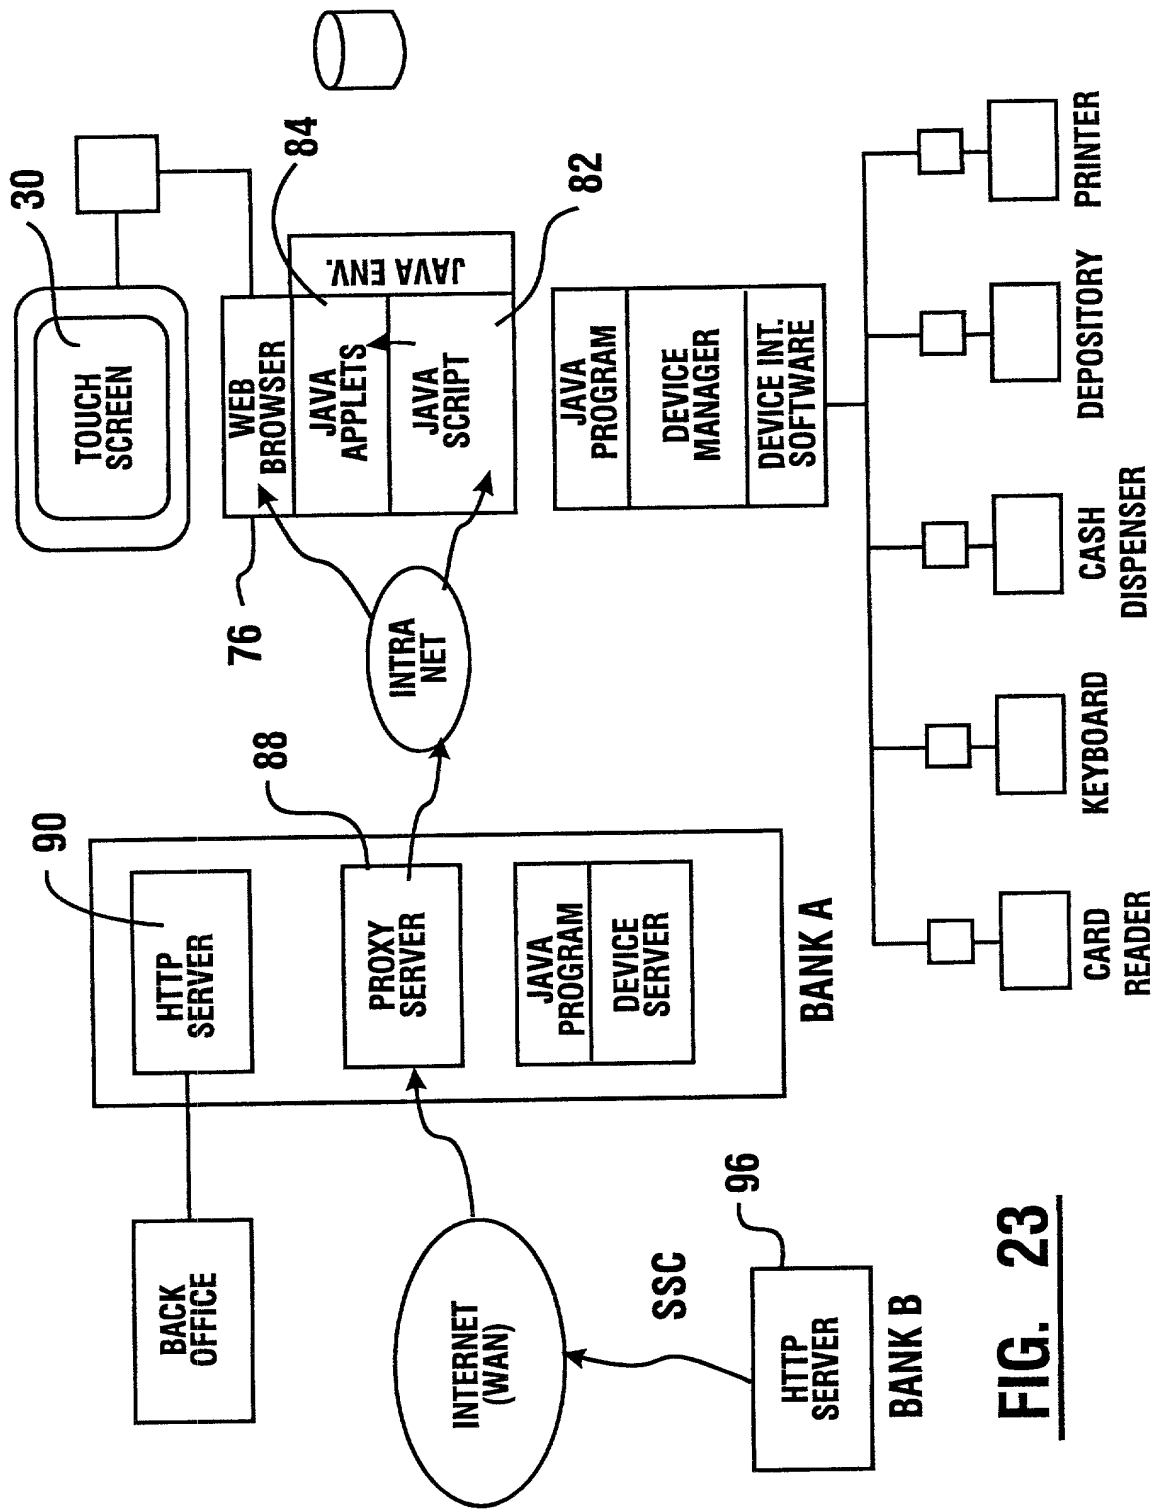 30
TOUCH
SCREEN
84
82
76
WEB
BROWSER
JAVA
APPLETS
JAVA
SCRIPT
JAVA ENV.
JAVA
PROGRAM
DEVICE
MANAGER
DEVICE INT.
SOFTWARE
INTRA
NET
90
88
HTTP
SERVER
PROXY
SERVER
JAVA
PROGRAM
DEVICE
SERVER
BANK A
BACK
OFFICE
INTERNET
(WAN)
SSC
96
HTTP
SERVER
BANK B
CARD
READER
KEYBOARD
CASH
DISPENSER
DEPOSITORY
PRINTER
FIG. 23